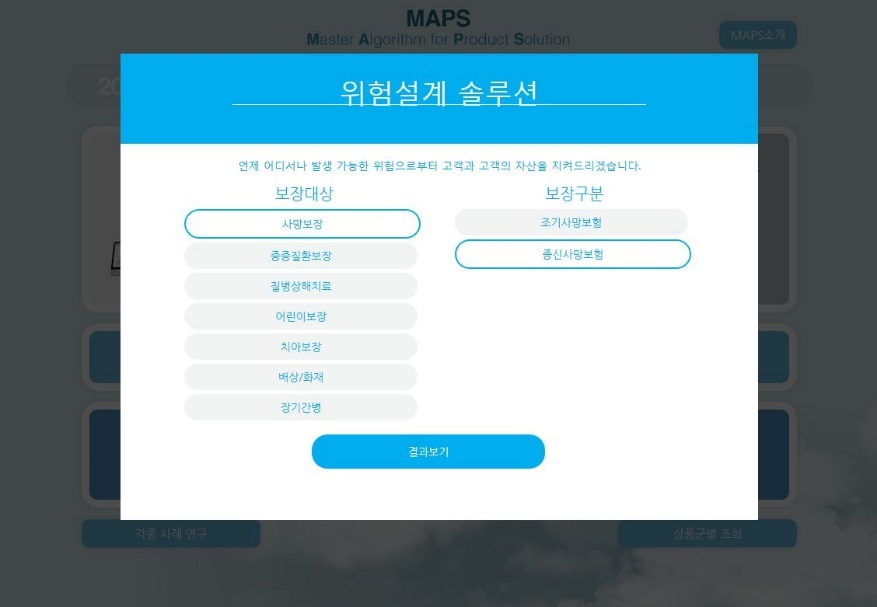 MAPS
Master Algorithm for Product Solution
MAPS소개
20
위험설계 솔루션
언제 어디서나 발생 가능한 위험으로부터 고객과 고객의 자산을 지켜드리겠습니다.
보장대상
보장구분
사망보장
조기사망보험
중증질환보장
종신사망보험
질병상해치료
어린이보장
치아보장
배상/화재
장기간병
결과보기
각종 사례 연구
상품군별 조회